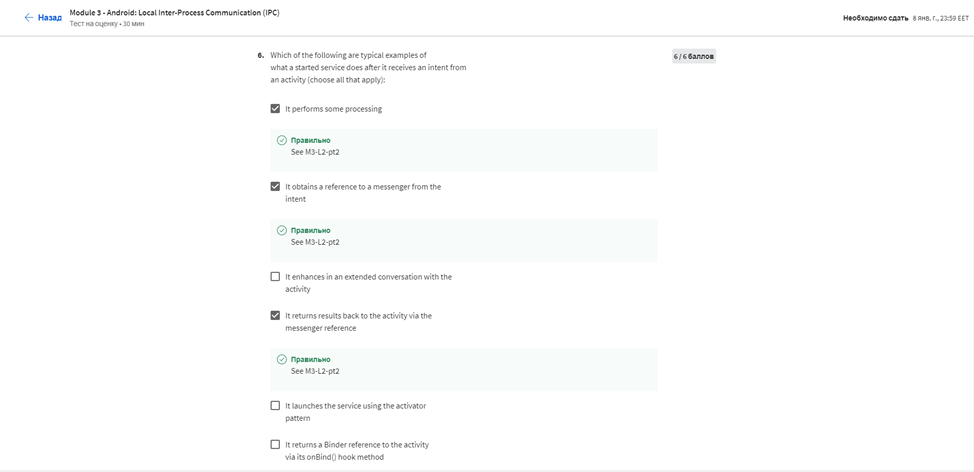 Назад
Module 3 - Android: Local Inter-Process Communication (IPC)
Тест на оценку • 30 мин
Необходимо сдать 8 янв. г., 23:59 EET
6. Which of the following are typical examples of
what a started service does after it receives an intent from
an activity (choose all that apply):
6 / 6 баллов
It performs some processing
Правильно
See M3-L2-pt2
It obtains a reference to a messenger from the
intent
Правильно
See M3-L2-pt2
It enhances in an extended conversation with the
activity
It returns results back to the activity via the
messenger reference
Правильно
See M3-L2-pt2
It launches the service using the activator
pattern
It returns a Binder reference to the activity
via its onBind() hook method